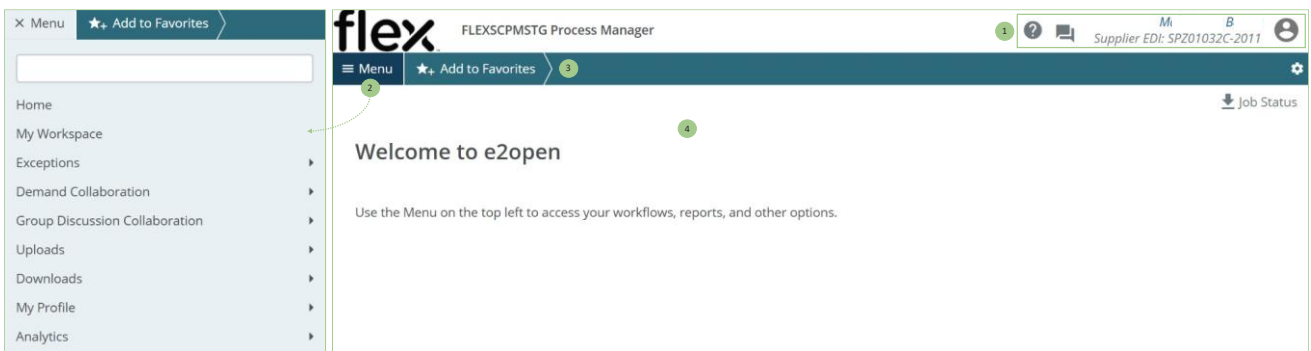 Menu Add to Favorites
Home
My Workspace
Exceptions
Demand Collaboration
Group Discussion Collaboration
Uploads
Downloads
My Profile
Analytics
flex FLEXSCPMSTG Process Manager
1 M B
Supplier EDI: SPZ01032C-2011
Menu Add to Favorites 3
2
Job Status
4
Welcome to e2open
Use the Menu on the top left to access your workflows, reports, and other options.